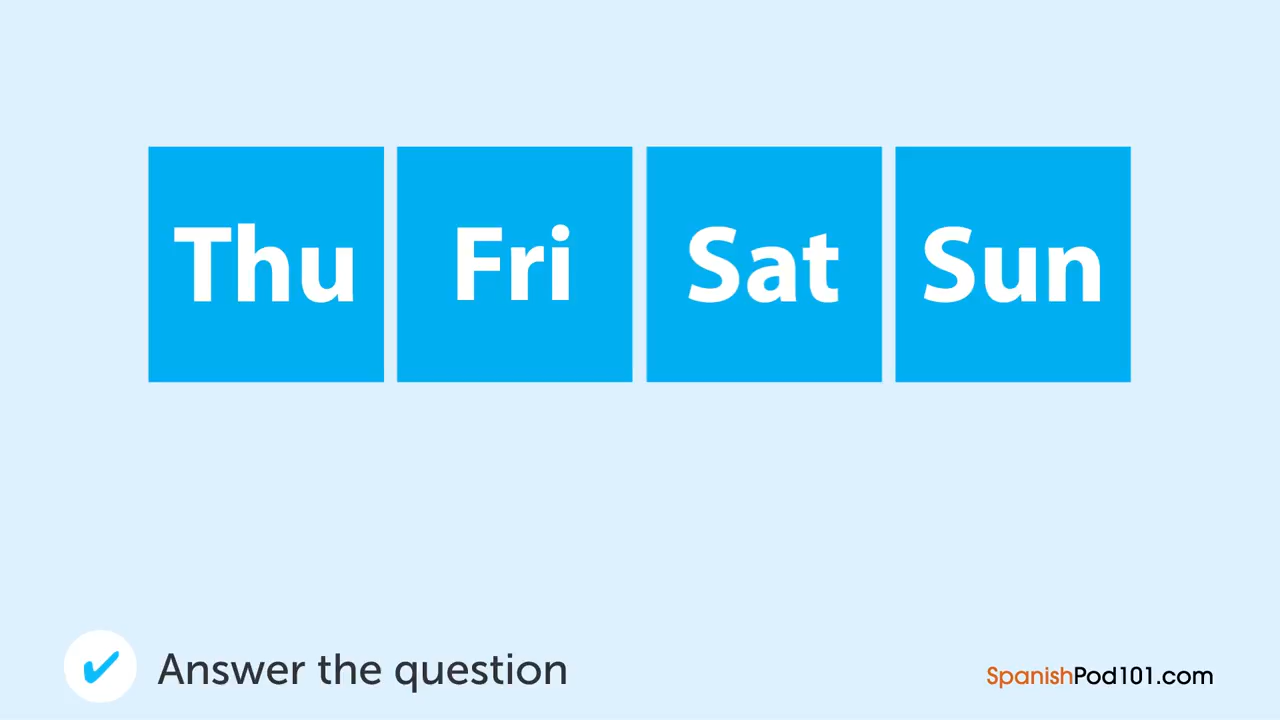 Thu Fri Sat Sun
✔ Answer the question
SpanishPod101.com